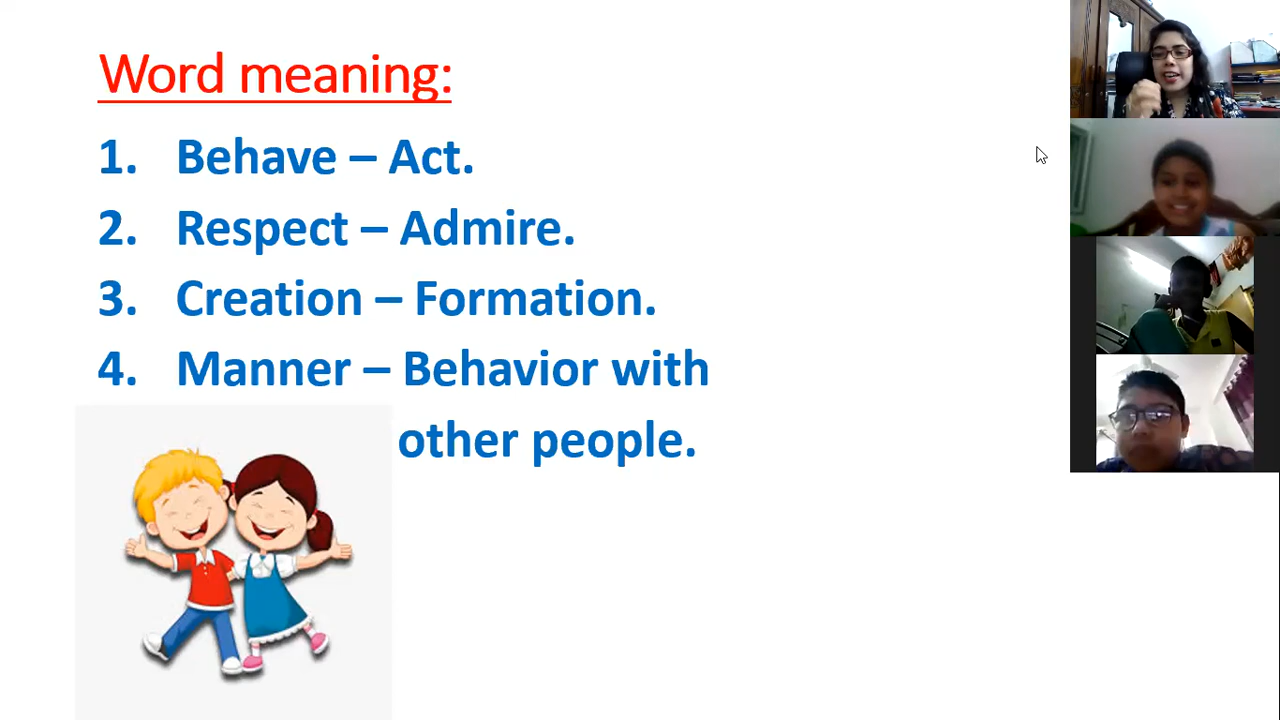 Word meaning:
1. Behave – Act.
2. Respect – Admire.
3. Creation – Formation.
4. Manner – Behavior with
other people.